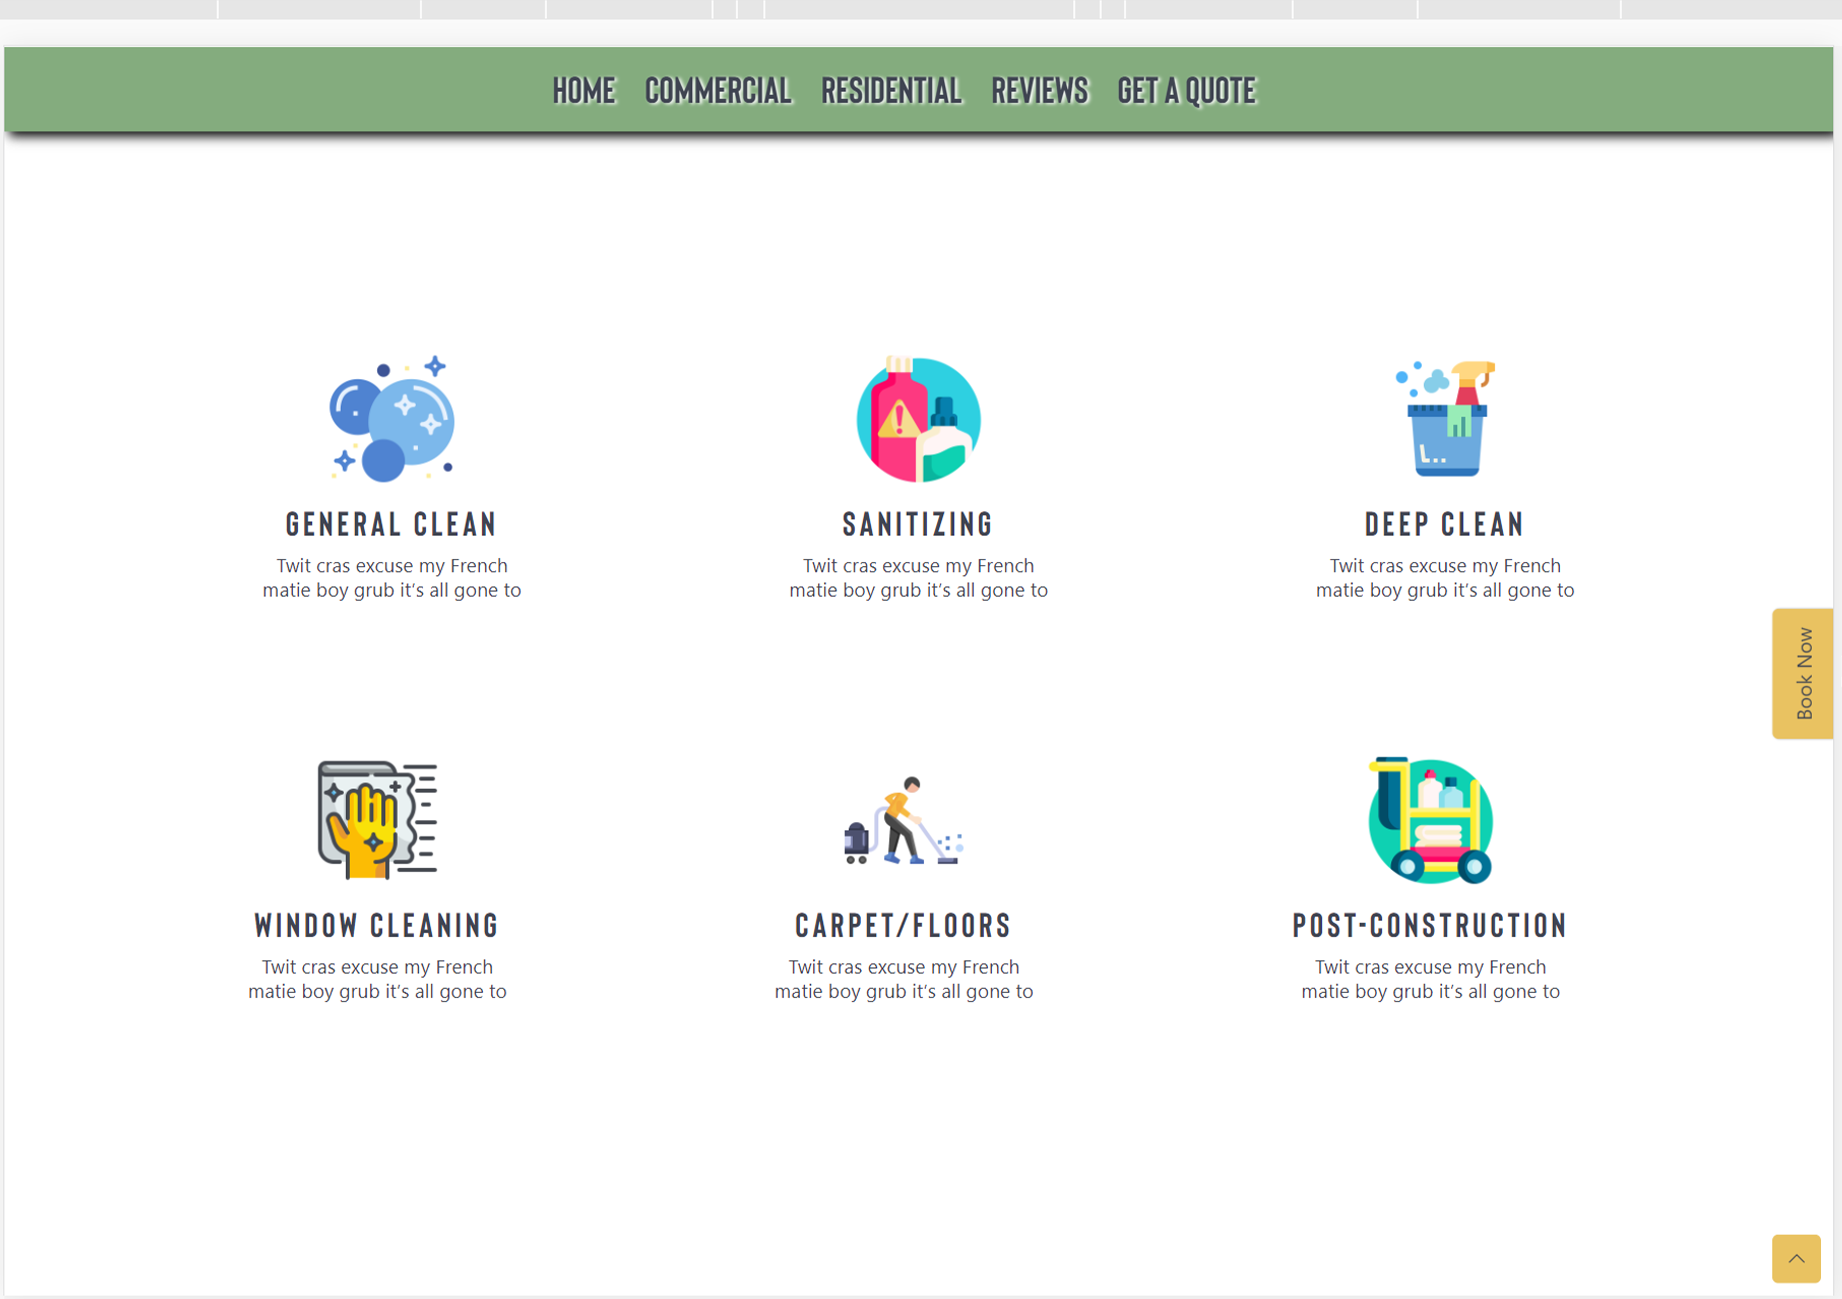 HOME COMMERCIAL RESIDENTIAL REVIEWS GET A QUOTE
GENERAL CLEAN
Twit cras excuse my French
matie boy grub it's all gone to
SANITIZING
Twit cras excuse my French
matie boy grub it's all gone to
DEEP CLEAN
Twit cras excuse my French
matie boy grub it's all gone to
Book Now
WINDOW CLEANING
Twit cras excuse my French
matie boy grub it's all gone to
CARPET/FLOORS
Twit cras excuse my French
matie boy grub it's all gone to
POST-CONSTRUCTION
Twit cras excuse my French
matie boy grub it's all gone to